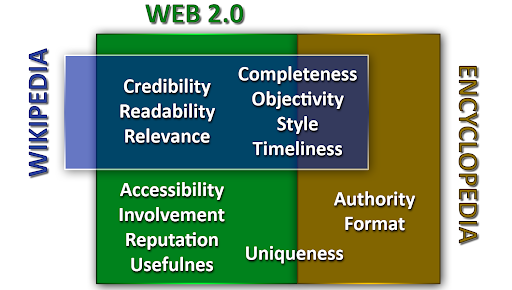 WEB 2.0
WIKIPEDIA
Credibility
Readability
Relevance
Completeness
Objectivity
Style
Timeliness
ENCYCLOPEDIA
Accessibility
Involvement
Reputation
Usefulnes
Uniqueness
Authority
Format